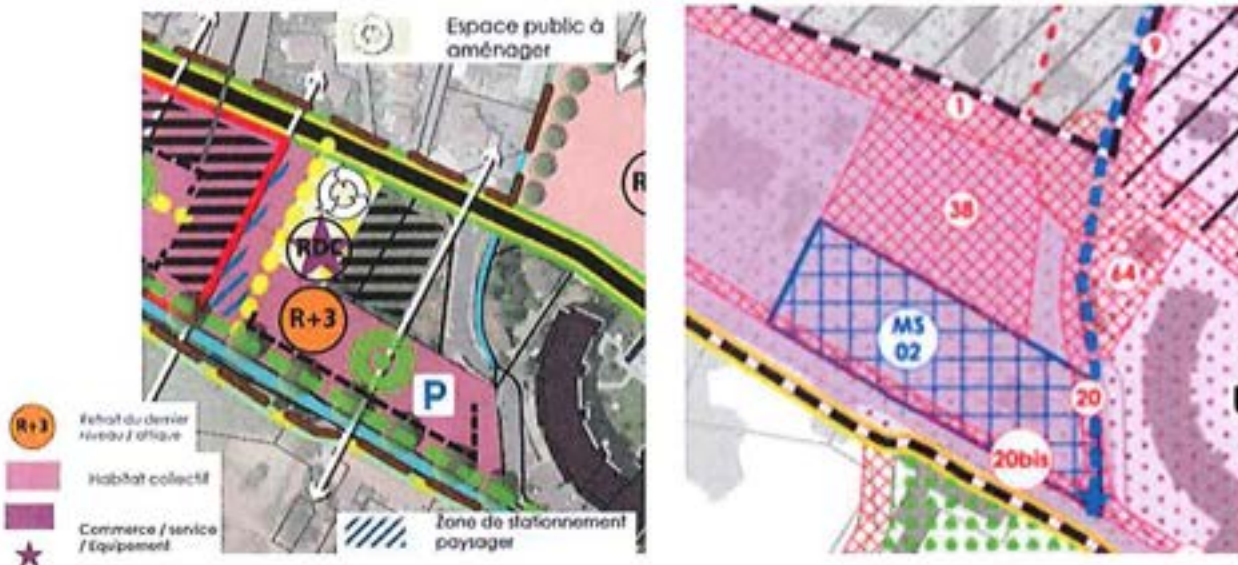 Espace public à
aménager
R
RDC
R+3
P
R+3
Retrait du dernier
niveau / attique
Habitat collectif
Commerce / service
/ Equipement
Zone de stationnement
paysager
1
9
38
64
MS
02
20
20bis